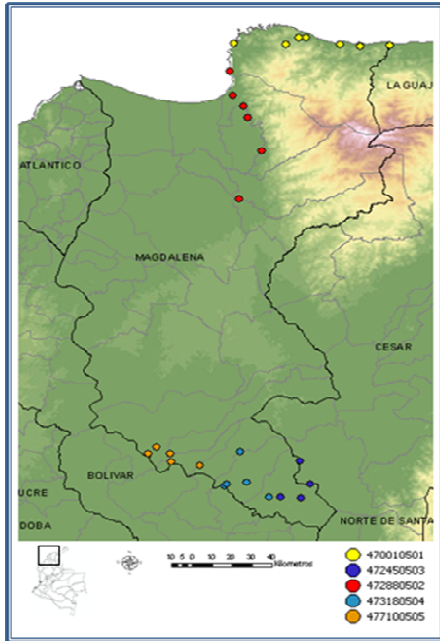 LA GUAJ
ATLANTICO
MAGDALENA
CESAR
BOLIVAR
UCRE
DOBA
NORTE DE SANTA
10 5 0 10 20 30 40
Kilometros
470010501
472450503
472880502
473180504
477100505